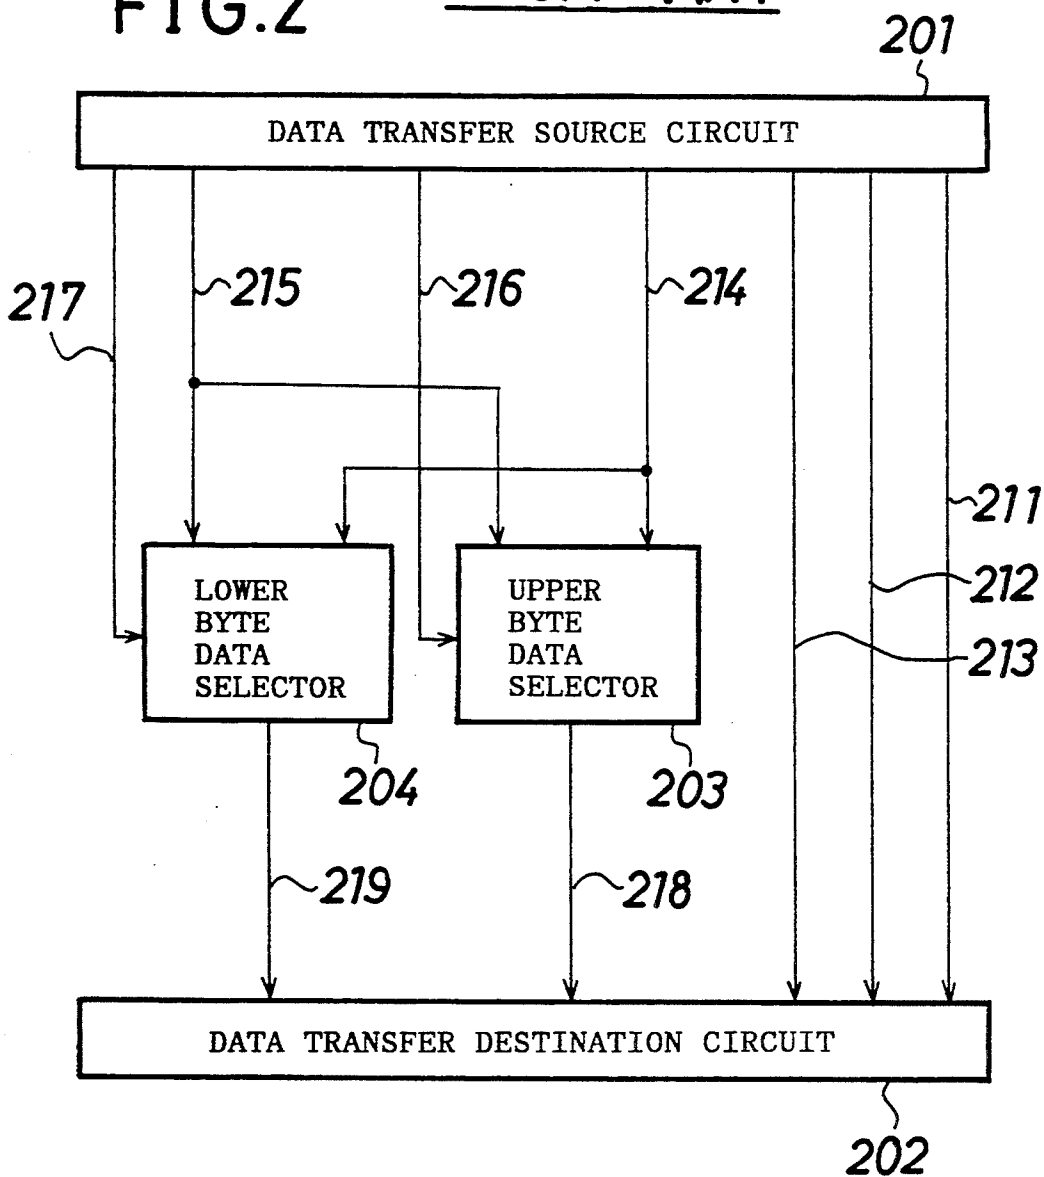 FIG.2
201
DATA TRANSFER SOURCE CIRCUIT
217
215
216
214
211
212
213
LOWER
BYTE
DATA
SELECTOR
UPPER
BYTE
DATA
SELECTOR
204
203
219
218
DATA TRANSFER DESTINATION CIRCUIT
202